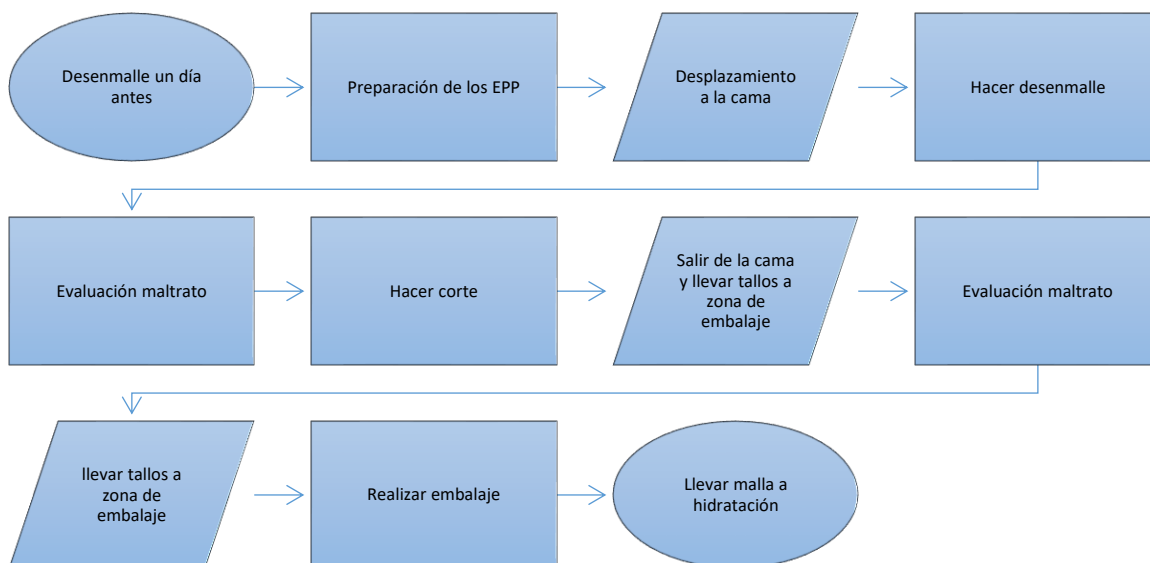 Desenmalle un día
antes
Preparación de los EPP
Desplazamiento
a la cama
Hacer desenmalle
Evaluación maltrato
Hacer corte
Salir de la cama
y llevar tallos a
zona de
embalaje
Evaluación maltrato
llevar tallos a
zona de
embalaje
Realizar embalaje
Llevar malla a
hidratación